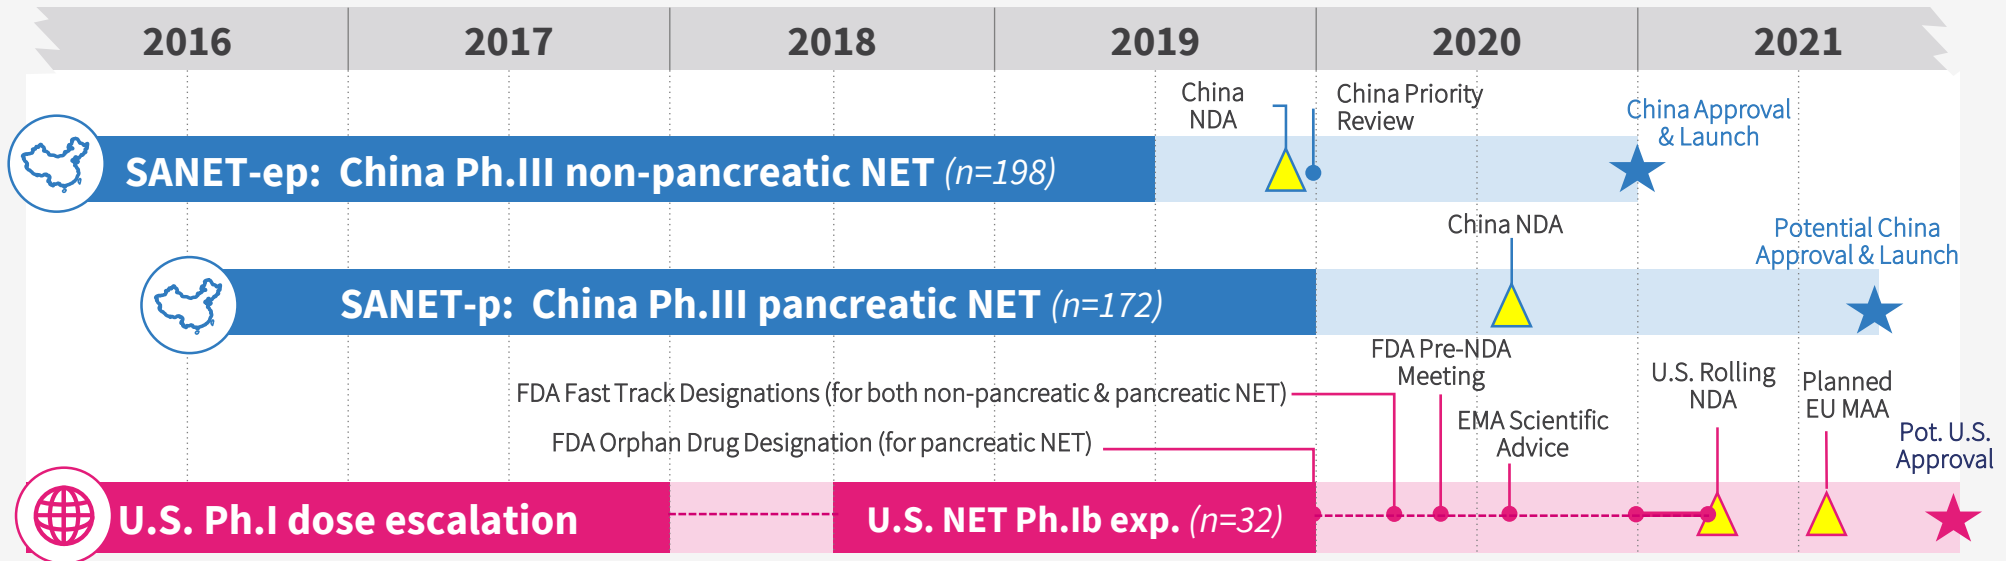 2016 2017 2018 2019 2020 2021
China
NDA
China Priority
Review
China Approval
& Launch
SANET-ep: China Ph.III non-pancreatic NET (n=198)
China NDA
Potential China
Approval & Launch
SANET-p: China Ph.III pancreatic NET (n=172)
FDA Pre-NDA
Meeting
FDA Fast Track Designations (for both non-pancreatic & pancreatic NET)
U.S. Rolling
NDA
Planned
EU MAA
EMA Scientific
Advice
FDA Orphan Drug Designation (for pancreatic NET)
Pot. U.S.
Approval
U.S. Ph.I dose escalation
U.S. NET Ph.Ib exp. (n=32)